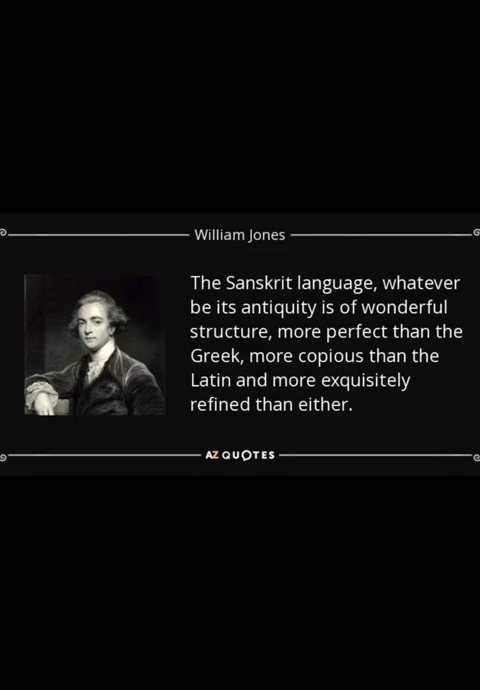 William Jones
The Sanskrit language, whatever
be its antiquity is of wonderful
structure, more perfect than the
Greek, more copious than the
Latin and more exquisitely
refined than either.
AZ QUOTES